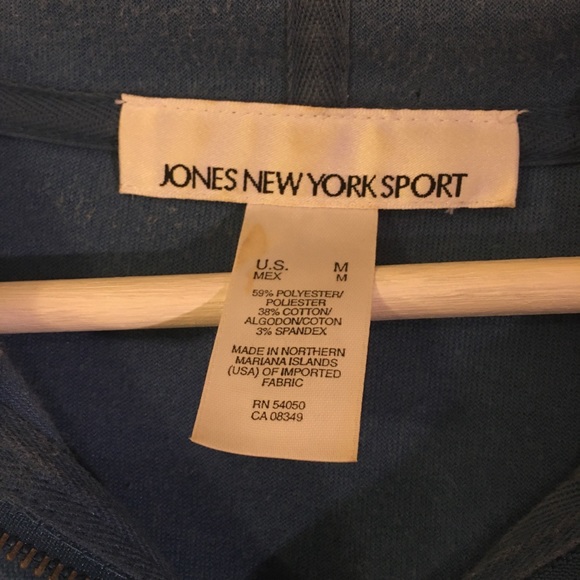 JONES NEW YORK SPORT
U.S. M
MEX M
59% POLYESTER/
POLIESTER
38% COTTON/
ALGODON/COTON
3% SPANDEX
MADE IN NORTHERN
MARIANA ISLANDS
(USA) OF IMPORTED
FABRIC
RN 54050
CA 08349